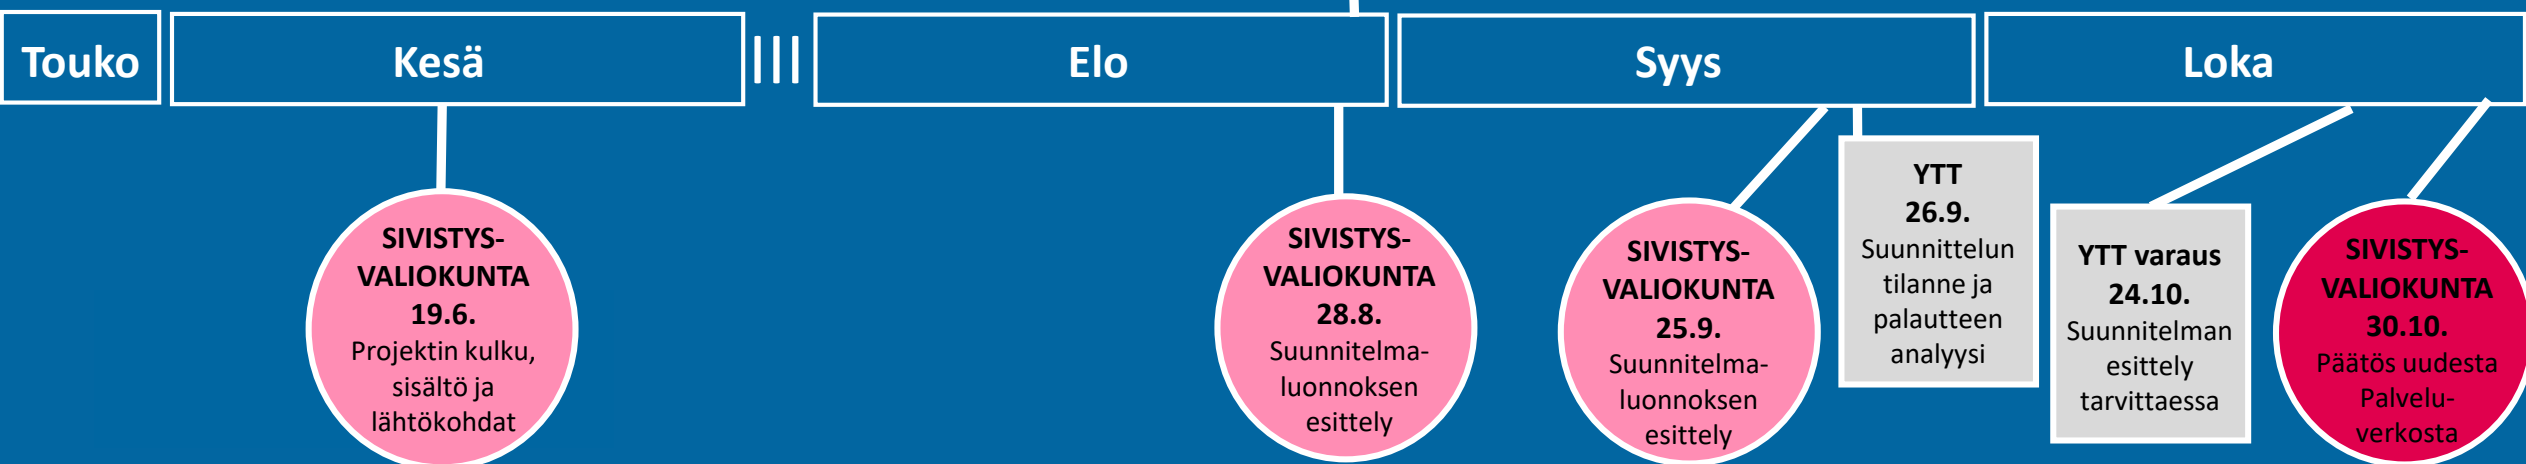 Touko
Kesä
Elo
Syys
Loka
SIVISTYS-
VALIOKUNTA
19.6.
Projektin kulku,
sisältö ja
lähtökohdat
SIVISTYS-
VALIOKUNTA
28.8.
Suunnitelma-
luonnoksen
esittely
SIVISTYS-
VALIOKUNTA
25.9.
Suunnitelma-
luonnoksen
esittely
YTT
26.9.
Suunnittelun
tilanne ja
palautteen
analyysi
YTT varaus
24.10.
Suunnitelman
esittely
tarvittaessa
SIVISTYS-
VALIOKUNTA
30.10.
Päätös uudesta
Palvelu-
verkosta